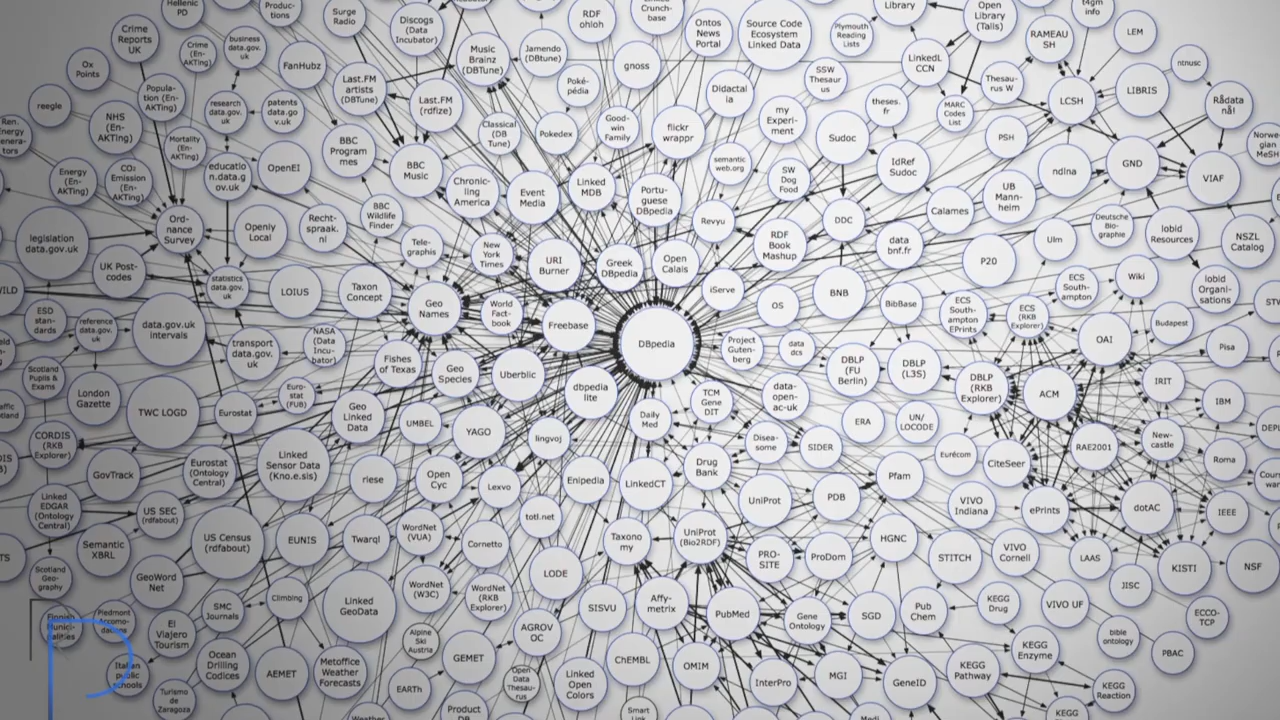 Hellenic
PD
Produc-
tions
Surge
Radio
Discogs
(Data
Incubator)
RDF
ohloh
Crunch-
base
Ontos
News
Portal
Source Code
Ecosystem
Linked Data
Plymouth
Reading
Lists
Library
Open
Library
(Talis)
t4gm
info
RAMEAU
SH
LEM
Crime
Reports
UK
Crime
(En-
AKTing)
business
data.gov.
uk
FanHubz
Music
Brainz
(DBTune)
Jamendo
(DBtune)
gnoss
LinkedL
CCN
ntnusc
Ox
Points
Popula-
tion (En-
AKTing)
Last.FM
artists
(DBTune)
Last.FM
(rdfize)
Poké-
pédia
Didactal
ia
SSW
Thesaur
us
Thesau-
rus W
LCSH
LIBRIS
Rådata
nå!
reegle
NHS
(En-
AKTing)
research
data.gov.
uk
patents
data.go
v.uk
Classical
(DB
Tune)
Pokedex
Good-
win
Family
flickr
wrappr
my
Experi-
ment
theses.
fr
MARC
Codes
List
Ren.
Energy
Genera-
tors
Mortality
(En-
AKTing)
BBC
Program
mes
Sudoc
PSH
Norwe-
gian
MeSH
Energy
(En-
AKTing)
CO2
Emission
(En-
AKTing)
educatio
n.data.g
ov.uk
OpenEI
BBC
Music
Chronic-
ling
America
Event
Media
Linked
MDB
semantic
web.org
SW
Dog
Food
IdRef
Sudoc
ndlna
GND
VIAF
Ord-
nance
Survey
Openly
Local
Recht-
spraak.
nl
BBC
Wildlife
Finder
Portu-
guese
DBpedia
Revyu
DDC
Calames
UB
Mann-
heim
Deutsche
Bio-
graphie
lobid
Resources
NSZL
Catalog
legislation
data.gov.uk
UK Post-
codes
Tele-
graphis
New
York
Times
URI
Burner
Greek
DBpedia
Open
Calais
RDF
Book
Mashup
data
bnf.fr
P20
Ulm
Wiki
lobid
Organi-
sations
statistics
data.gov.
uk
LOIUS
Taxon
Concept
Geo
Names
World
Fact-
book
Freebase
iServe
OS
BNB
BibBase
ECS
South-
ampton
ECS
South-
ampton
EPrints
ECS
(RKB
Explorer)
Budapest
ESD
stan-
dards
reference
data.gov.
uk
data.gov.uk
intervals
transport
data.gov.
uk
NASA
(Data
Incu-
bator)
DBpedia
Project
Guten-
berg
data
dcs
OAI
Pisa
Scotland
Pupils &
Exams
London
Gazette
Fishes
of Texas
Geo
Species
Uberblic
dbpedia
lite
TCM
Gene
DIT
data-
open-
ac-uk
DBLP
(FU
Berlin)
DBLP
(L3S)
DBLP
(RKB
Explorer)
ACM
IRIT
IBM
TWC LOGD
Eurostat
Euro-
stat
(FUB)
Geo
Linked
Data
UMBEL
YAGO
lingvoj
Daily
Med
Disea-
some
SIDER
ERA
UN/
LOCODE
RAE2001
New-
castle
CORDIS
(RKB
Explorer)
GovTrack
Eurostat
(Ontology
Central)
Linked
Sensor Data
(Kno.e.sis)
riese
Open
Cyc
Lexvo
Enipedia
LinkedCT
Drug
Bank
Pfam
Eurécom
CiteSeer
Roma
Linked
EDGAR
(Ontology
Central)
US SEC
(rdfabout)
totl.net
UniProt
PDB
VIVO
Indiana
ePrints
dotAC
IEEE
Semantic
XBRL
US Census
(rdfabout)
EUNIS
Twarql
WordNet
(VUA)
Cornetto
Taxono
my
UniProt
(Bio2RDF)
PRO-
SITE
ProDom
HGNC
STITCH
VIVO
Cornell
LAAS
KISTI
NSF
Scotland
Geo-
graphy
GeoWord
Net
Climbing
Linked
GeoData
WordNet
(W3C)
WordNet
(RKB
Explorer)
LODE
SISVU
Affy-
metrix
PubMed
Gene
Ontology
SGD
Pub
Chem
KEGG
Drug
VIVO UF
JISC
ECCO-
TCP
Finnish
Munici-
palities
Piedmont
Accomo-
dations
El
Viajero
Tourism
SMC
Journals
Alpine
Ski
Austria
AGROV
OC
bible
ontology
PBAC
Italian
public
schools
Ocean
Drilling
Codices
AEMET
Metoffice
Weather
Forecasts
GEMET
ChEMBL
OMIM
InterPro
MGI
GeneID
KEGG
Pathway
KEGG
Enzyme
Turismo
de
Zaragoza
EARTh
Open
Data
Thesau-
rus
Linked
Open
Colors
KEGG
Reaction
Weather
Product
DB
Smart
Link
Medi
KEGG